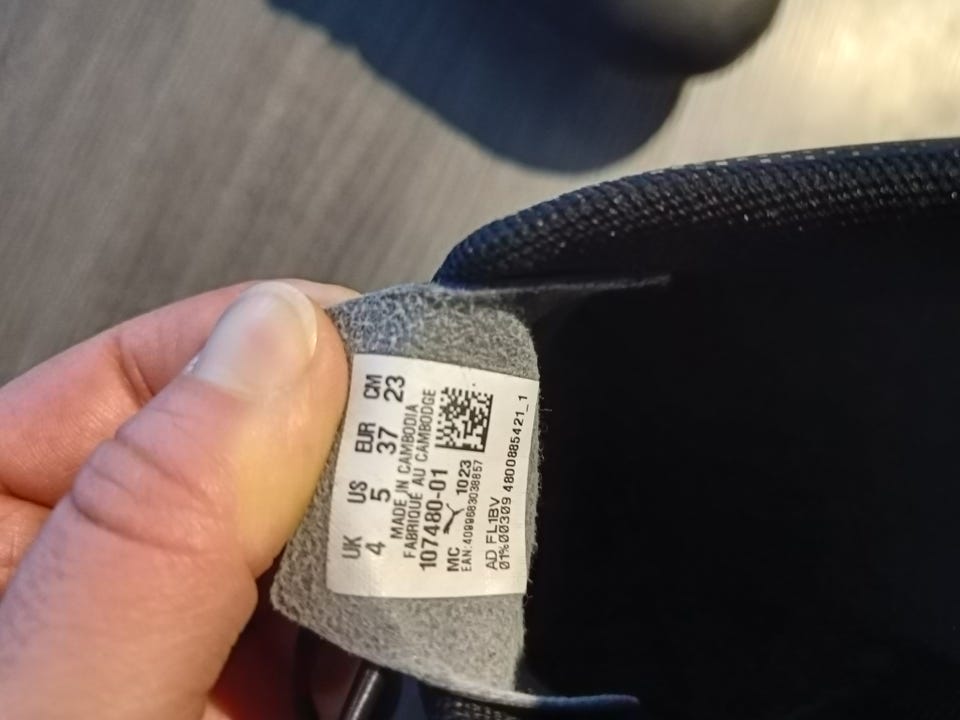 UK US EUR CM
4 5 37 23
MADE IN CAMBODIA
FABRIQUE AU CAMBODGE
107480-01
MC 1023
EAN:4099683038857
AD FL1BV
01%00309 4800885421_1